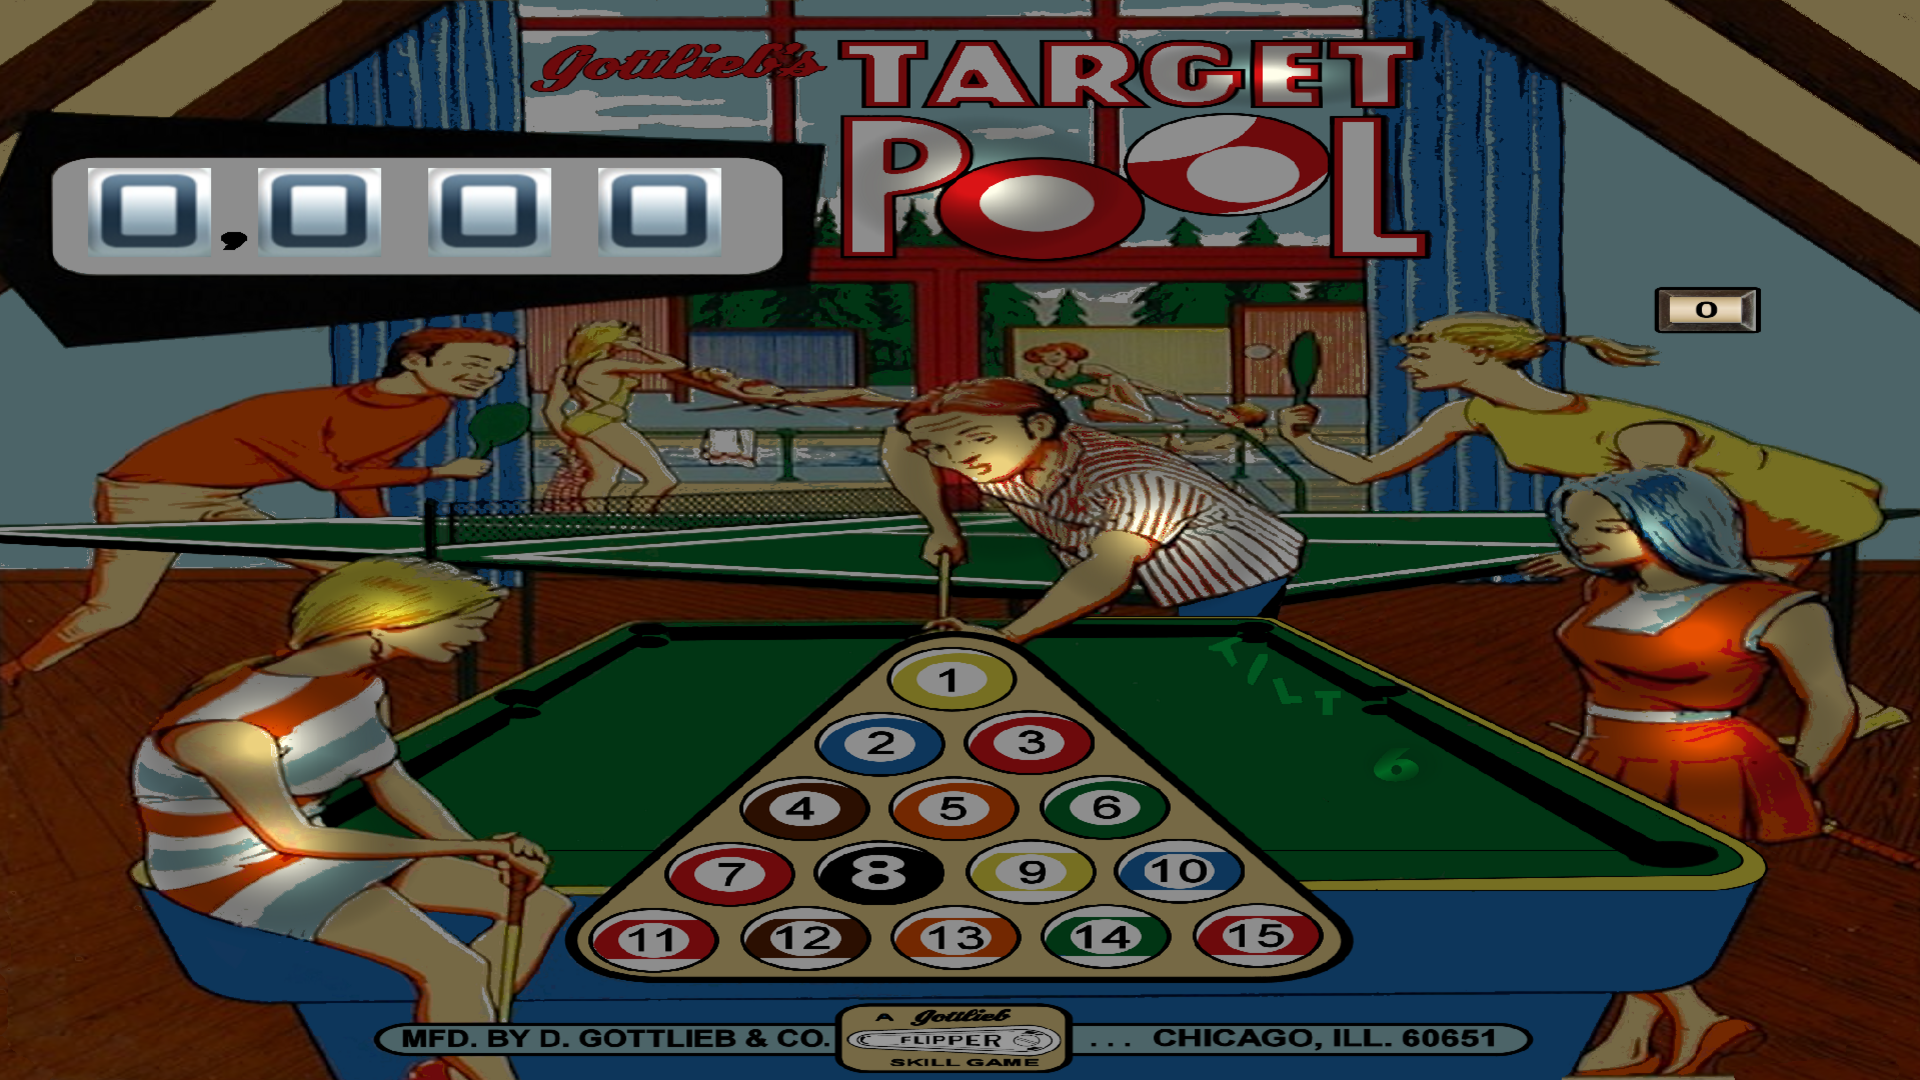 Gottlieb's TARGET
POOL
0,000
0
TILT
6
1
2 3
4 5 6
7 8 9 10
11 12 13 14 15
A Gottlieb
MFD. BY D. GOTTLIEB & CO. FLIPPER ... CHICAGO, ILL. 60651
SKILL GAME